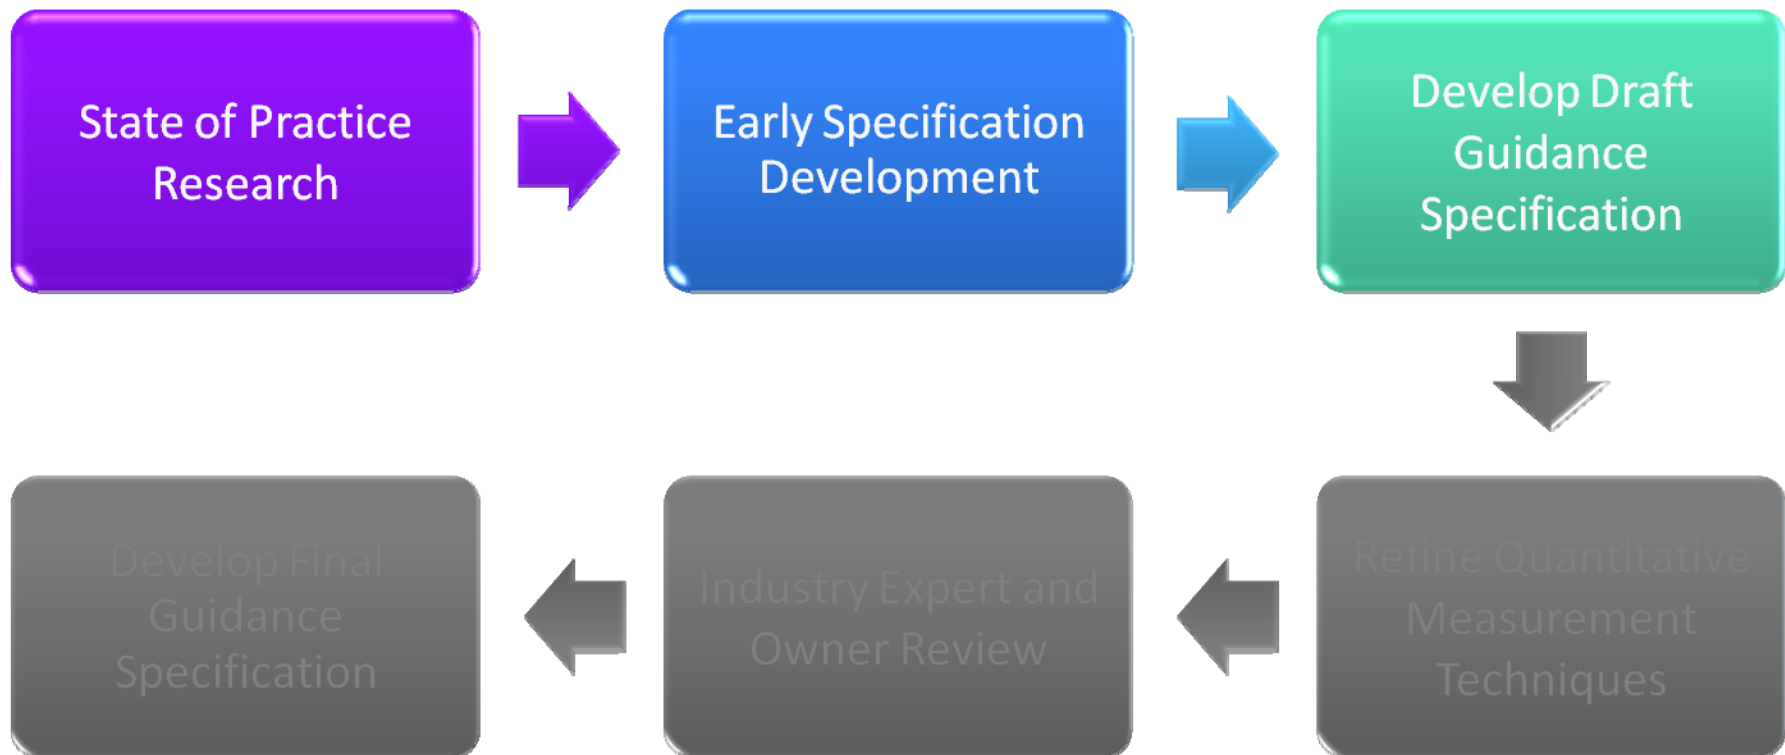 State of Practice
Research
Early Specification
Development
Develop Draft
Guidance
Specification
Refine Quantitative
Measurement
Techniques
Industry Expert and
Owner Review
Develop Final
Guidance
Specification